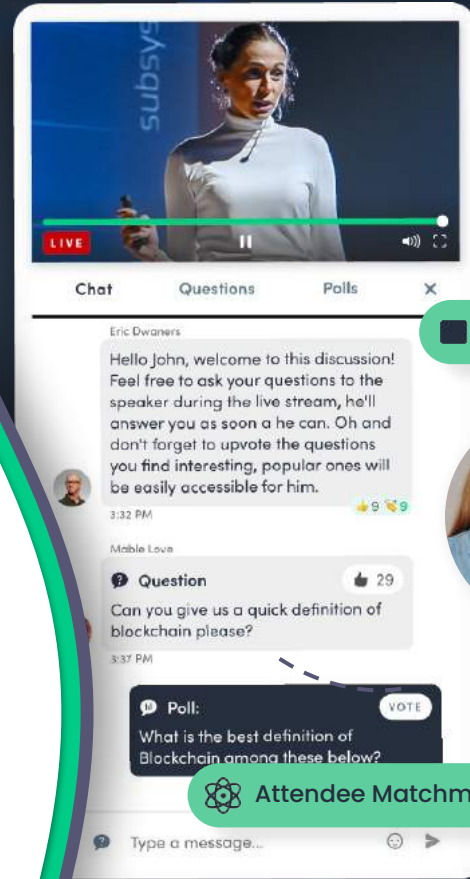 subsys
LIVE
Chat Questions Polls
Eric Dwaners
Hello John, welcome to this discussion!
Feel free to ask your questions to the
speaker during the live stream, he'll
answer you as soon a he can. Oh and
don't forget to upvote the questions
you find interesting, popular ones will
be easily accessible for him.
9 9
3:32 PM
Mable Love
Question 29
Can you give us a quick definition of
blockchain please?
3:37 PM
Poll: VOTE
What is the best definition of
Blockchain among these below?
Attendee Matchm
Type a message...